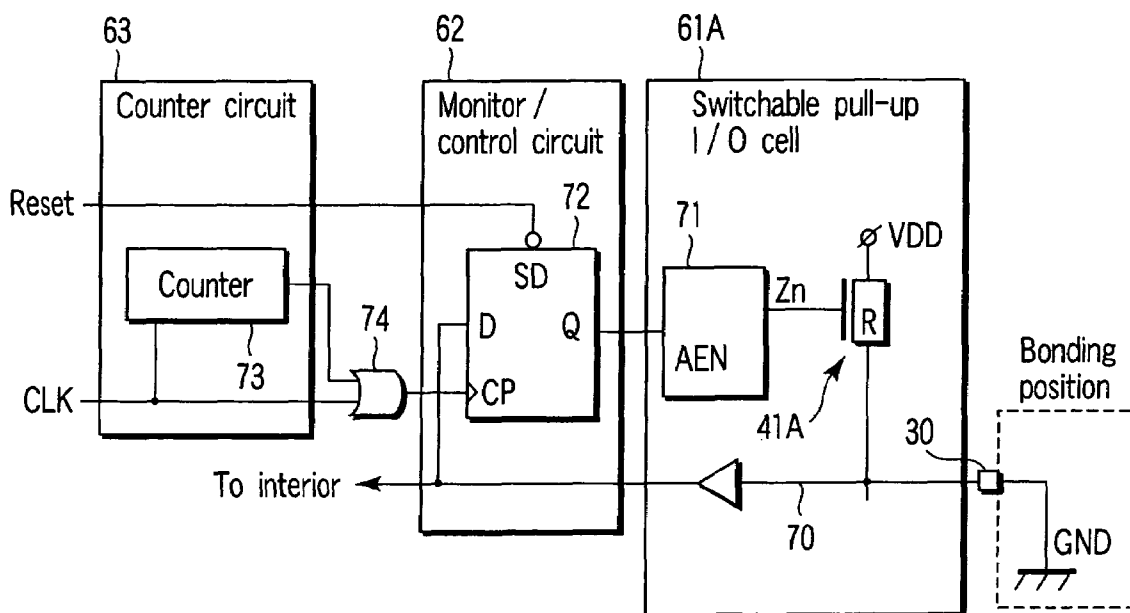 63
62
61A
Counter circuit
Monitor /
control circuit
Switchable pull-up
I / O cell
Reset
72
SD
71
VDD
Counter
74
D
Q
Zn
R
73
CLK
CP
AEN
41A
Bonding
position
30
To interior
70
GND